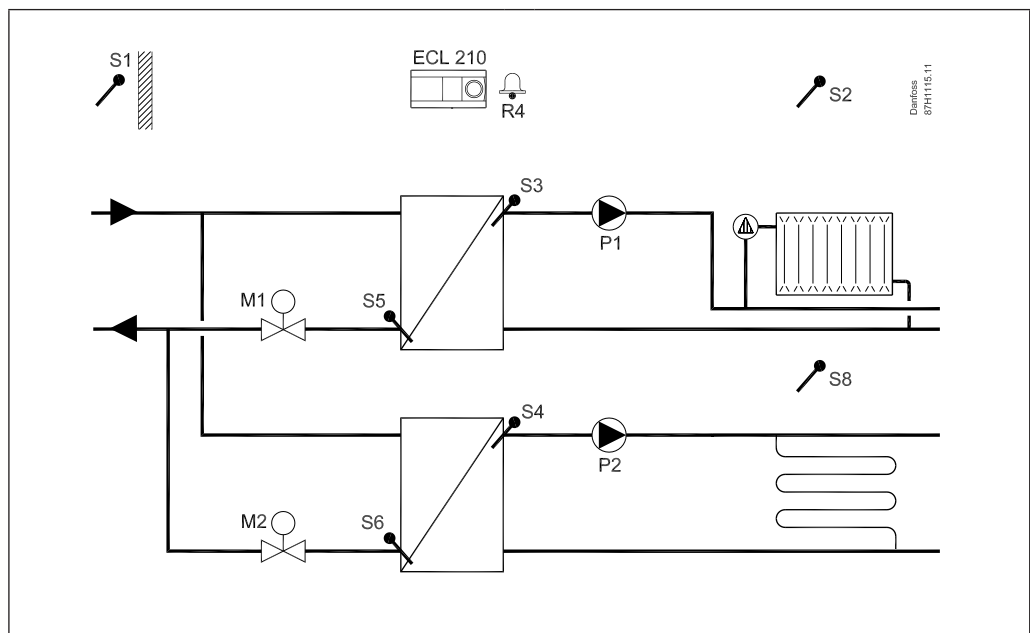 S1
ECL 210
R4
S2
Danfoss
87H1115.11
S3
P1
M1
S5
S8
S4
P2
M2
S6